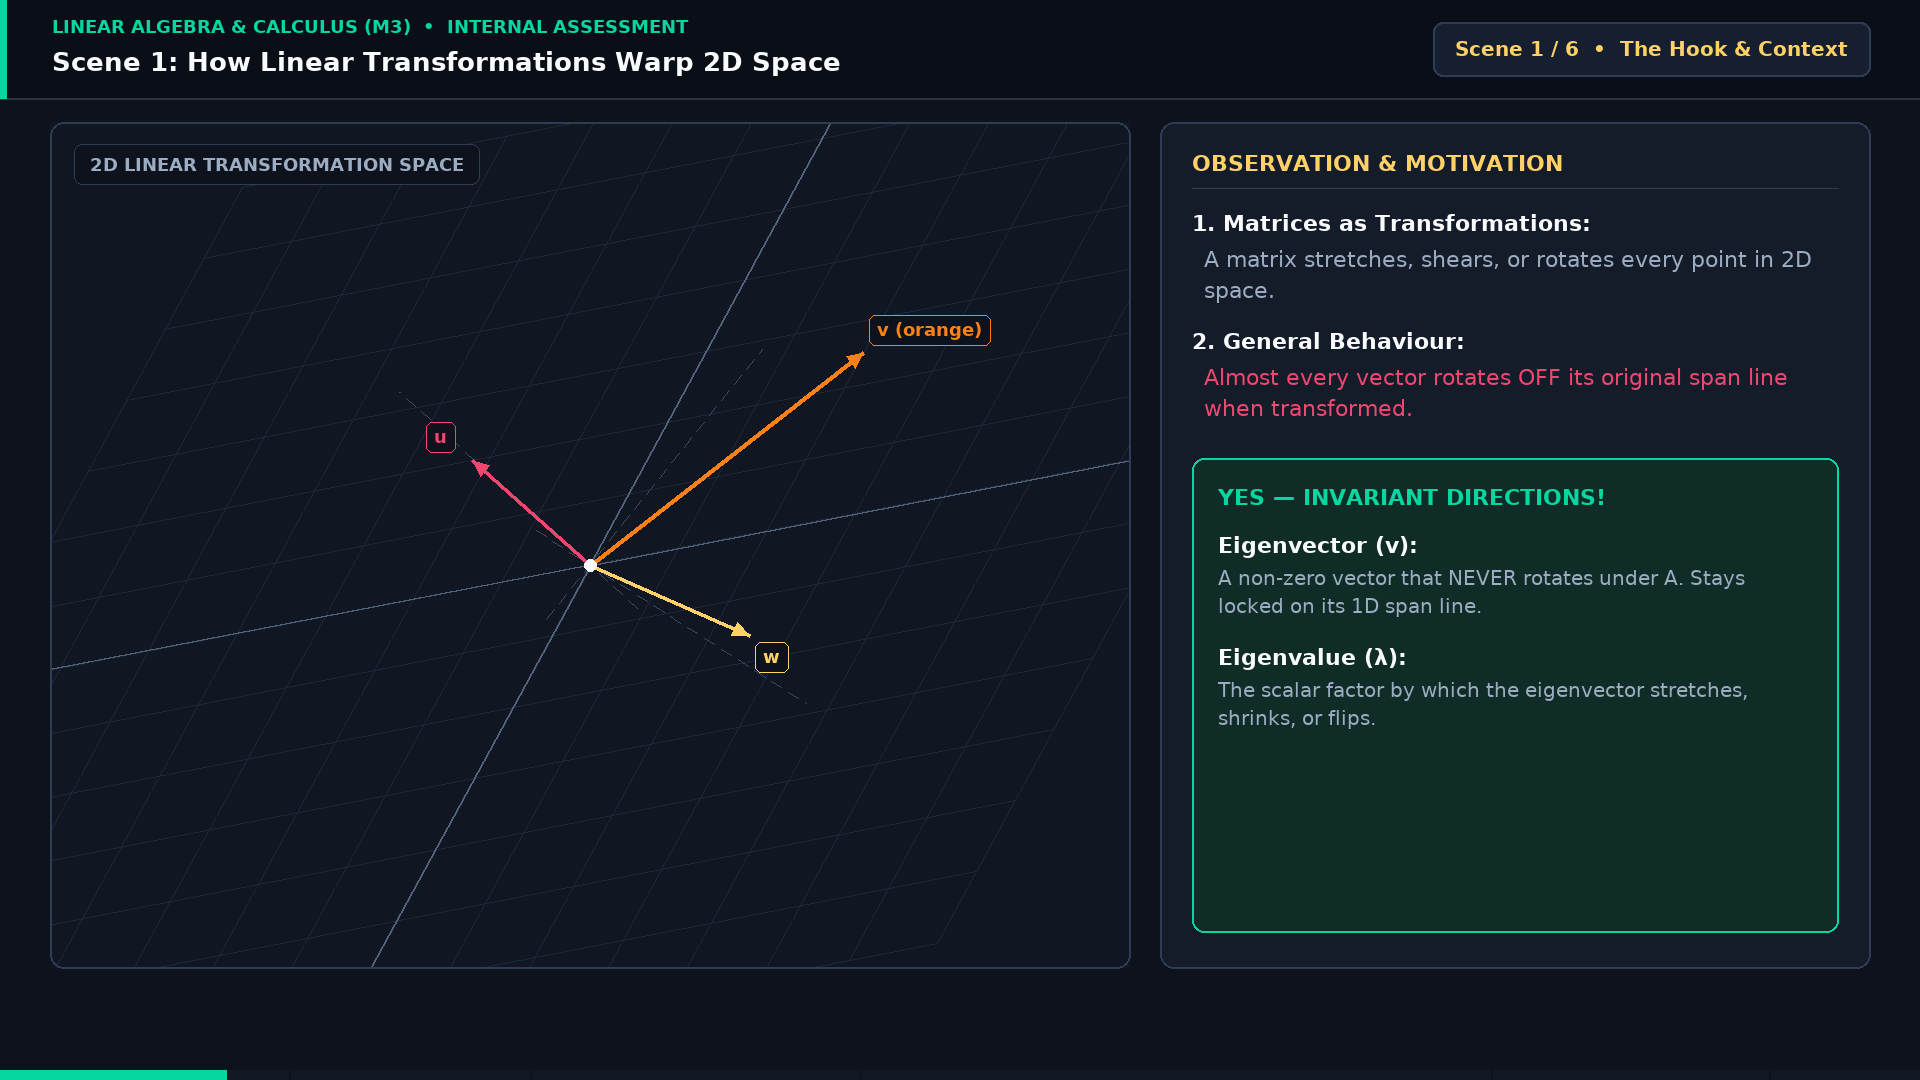 LINEAR ALGEBRA & CALCULUS (M3) • INTERNAL ASSESSMENT
Scene 1: How Linear Transformations Warp 2D Space
Scene 1 / 6 • The Hook & Context
2D LINEAR TRANSFORMATION SPACE
v (orange)
u
w
OBSERVATION & MOTIVATION
1. Matrices as Transformations:
A matrix stretches, shears, or rotates every point in 2D
space.
2. General Behaviour:
Almost every vector rotates OFF its original span line
when transformed.
YES — INVARIANT DIRECTIONS!
Eigenvector (v):
A non-zero vector that NEVER rotates under A. Stays
locked on its 1D span line.
Eigenvalue (λ):
The scalar factor by which the eigenvector stretches,
shrinks, or flips.